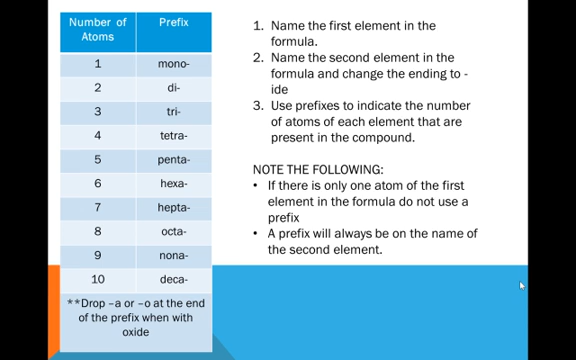 Number of
Atoms
Prefix
1 mono-
2 di-
3 tri-
4 tetra-
5 penta-
6 hexa-
7 hepta-
8 octa-
9 nona-
10 deca-
**Drop –a or –o at the end
of the prefix when with
oxide
1. Name the first element in the
formula.
2. Name the second element in the
formula and change the ending to -
ide
3. Use prefixes to indicate the number
of atoms of each element that are
present in the compound.
NOTE THE FOLLOWING:
• If there is only one atom of the first
element in the formula do not use a
prefix
• A prefix will always be on the name of
the second element.